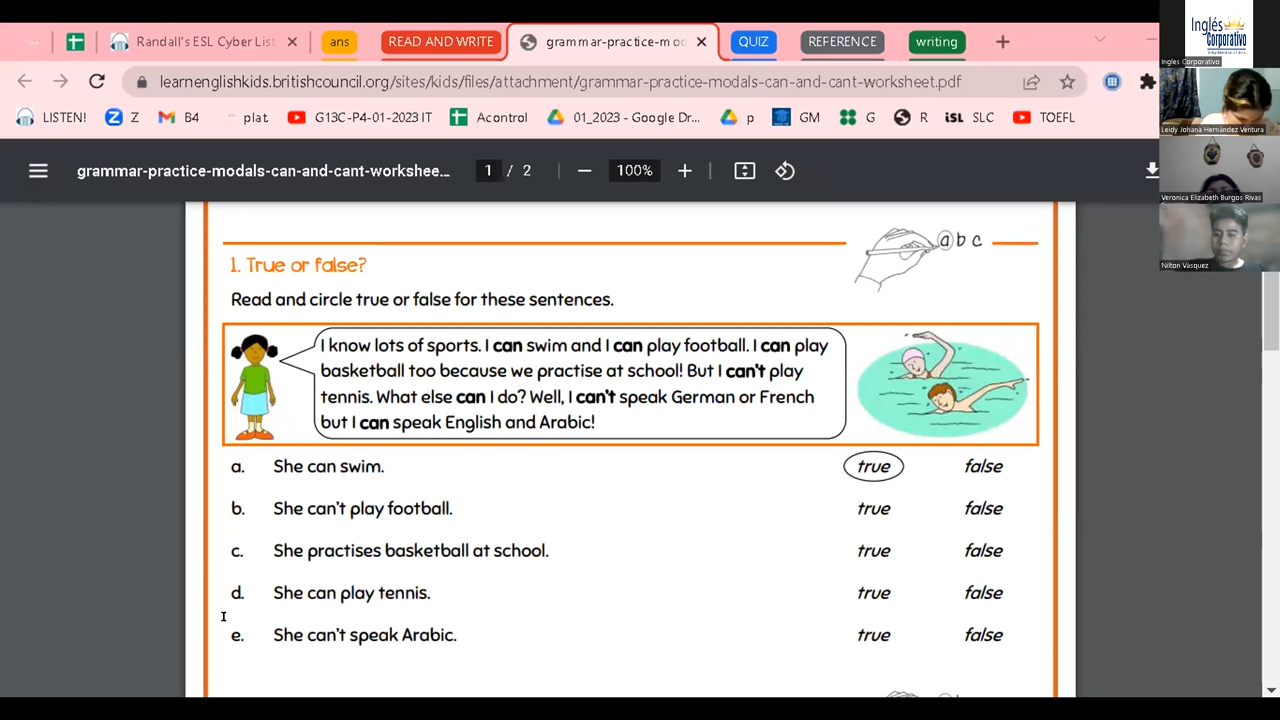 Randall's ESL Cyber List
ans
READ AND WRITE
grammar-practice-mod
QUIZ
REFERENCE
writing
learnenglishkids.britishcouncil.org/sites/kids/files/attachment/grammar-practice-modals-can-and-cant-worksheet.pdf
LISTEN!
Z
B4
plat.
G13C-P4-01-2023 IT
Acontrol
01_2023 - Google Dr...
p
GM
G
R
iSL SLC
TOEFL
grammar-practice-modals-can-and-cant-workshee...
1 / 2
100%
a b c
1. True or false?
Read and circle true or false for these sentences.
I know lots of sports. I can swim and I can play football. I can play
basketball too because we practise at school! But I can't play
tennis. What else can I do? Well, I can't speak German or French
but I can speak English and Arabic!
a. She can swim. true false
b. She can't play football. true false
c. She practises basketball at school. true false
d. She can play tennis. true false
e. She can't speak Arabic. true false
Inglés
Corporativo
Ingles Corporativo
Leidy Johana Hernández Ventura
Veronica Elizabeth Burgos Rivas
Nilton Vásquez